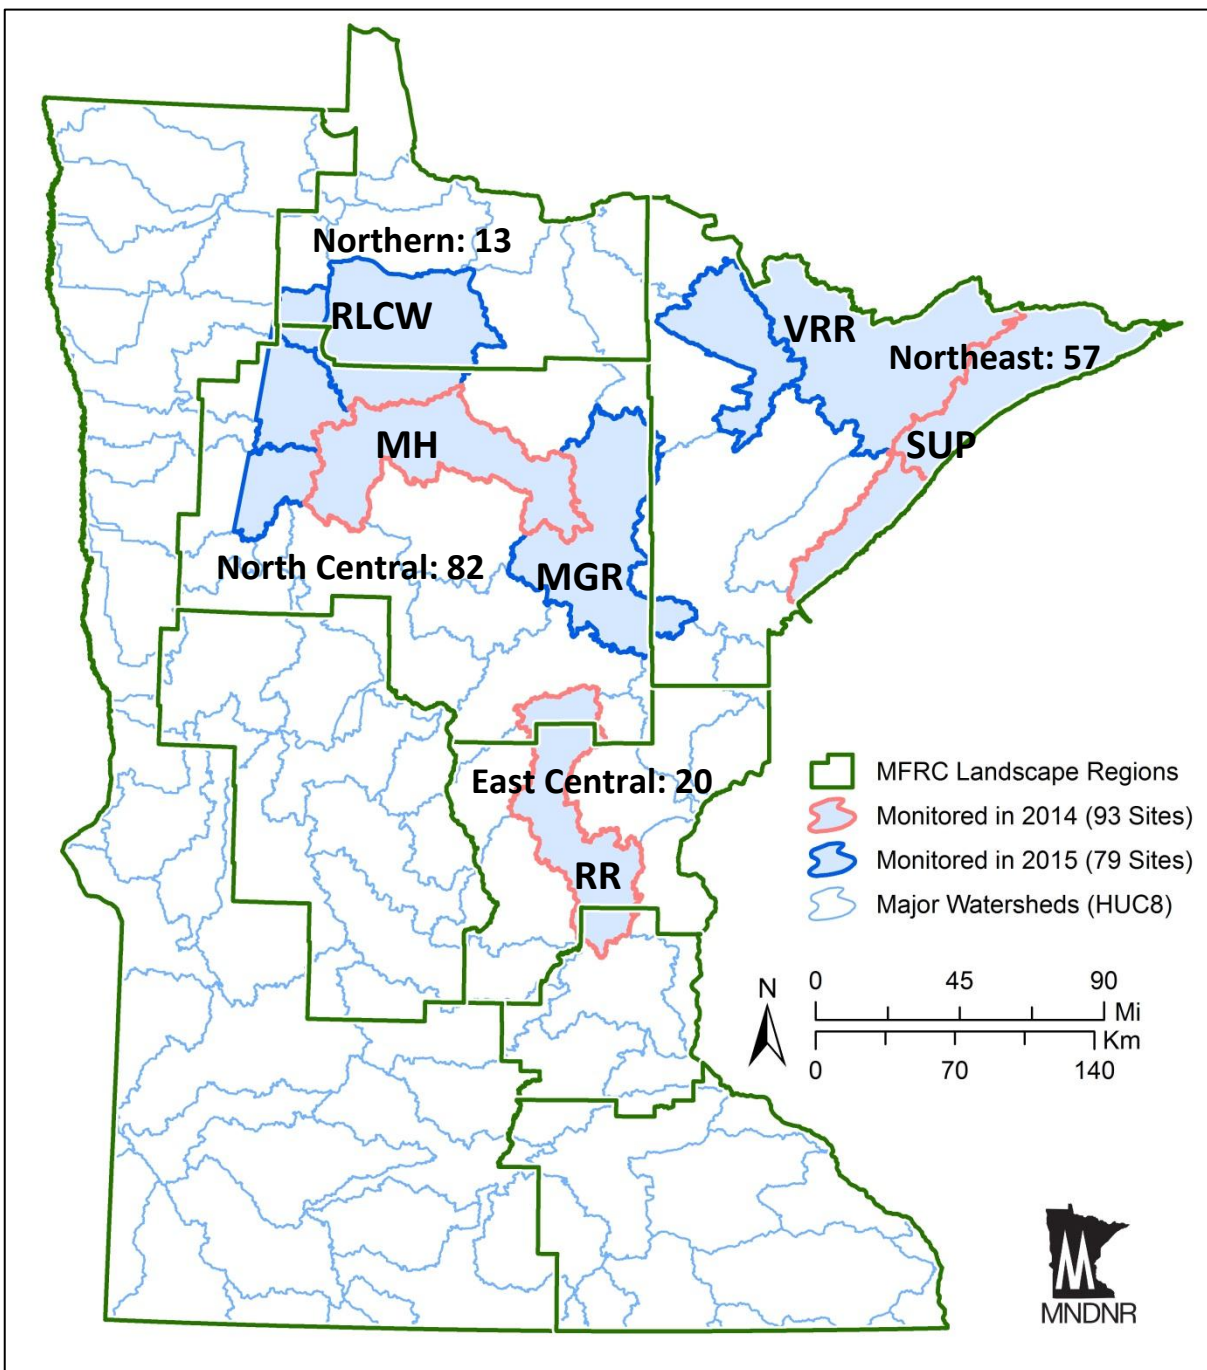 Northern: 13
RLCW
VRR
Northeast: 57
MH
SUP
North Central: 82
MGR
East Central: 20
RR
MFRC Landscape Regions
Monitored in 2014 (93 Sites)
Monitored in 2015 (79 Sites)
Major Watersheds (HUC8)
N
0 45 90
Mi
Km
0 70 140
M
MNDNR